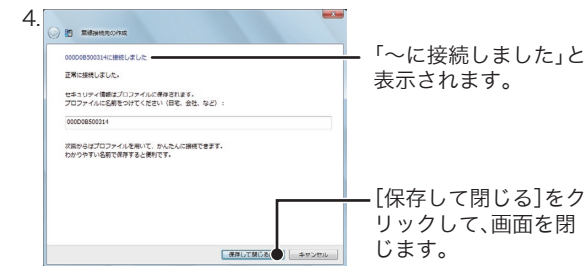 4.
無線接続先の作成
000D0B500314に接続しました
正常に接続しました。
セキュリティ情報はプロファイルに保存されます。
プロファイルに名前をつけてください（自宅、会社、など）：
000D0B500314
次回からはプロファイルを用いて、かんたんに接続できます。
わかりやすい名前で保存すると便利です。
保存して閉じる
キャンセル
「～に接続しました」と
表示されます。
[保存して閉じる]をク
リックして、画面を閉
じます。